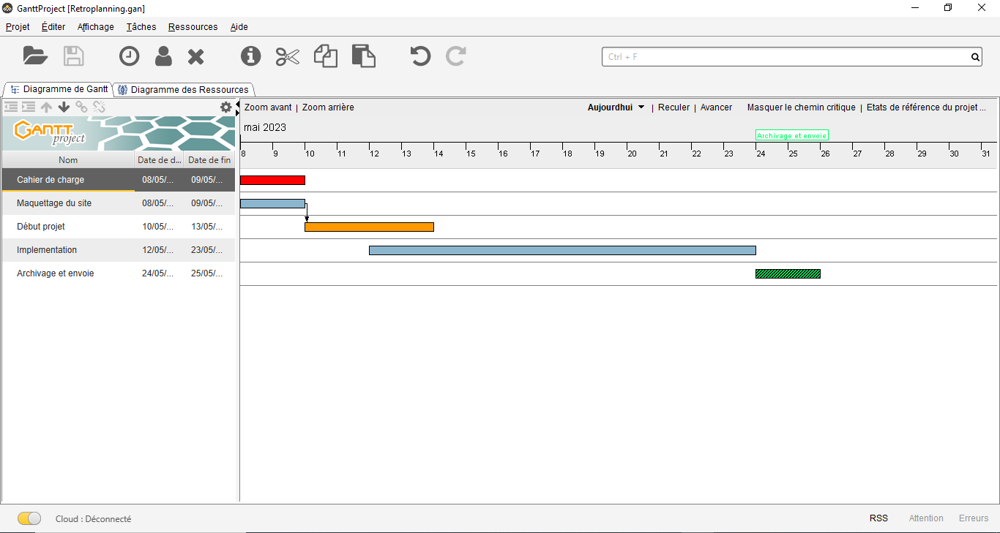 GanttProject [Retroplanning.gan]
Projet Éditer Affichage Tâches Ressources Aide
Ctrl + F
Diagramme de Gantt Diagramme des Ressources
Zoom avant | Zoom arrière Aujourdhui | Reculer | Avancer Masquer le chemin critique | Etats de référence du projet ...
GANTT
project
mai 2023
Archivage et envoie
8 9 10 11 12 13 14 15 16 17 18 19 20 21 22 23 24 25 26 27 28 29 30 31
Nom Date de d... Date de fin
Cahier de charge 08/05/... 09/05/...
Maquettage du site 08/05/... 09/05/...
Début projet 10/05/... 13/05/...
Implementation 12/05/... 23/05/...
Archivage et envoie 24/05/... 25/05/...
Cloud : Déconnecté RSS Attention Erreurs